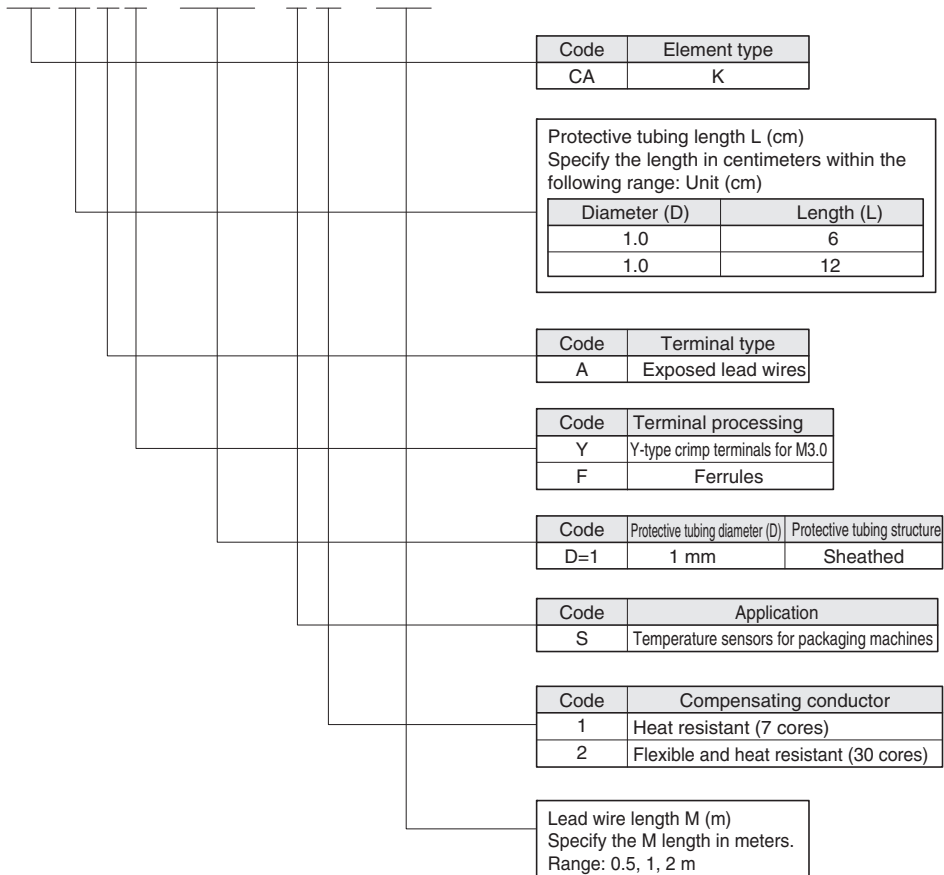 Code Element type
CA K
Protective tubing length L (cm)
Specify the length in centimeters within the
following range: Unit (cm)
Diameter (D) Length (L)
1.0 6
1.0 12
Code Terminal type
A Exposed lead wires
Code Terminal processing
Y Y-type crimp terminals for M3.0
F Ferrules
Code Protective tubing diameter (D) Protective tubing structure
D=1 1 mm Sheathed
Code Application
S Temperature sensors for packaging machines
Code Compensating conductor
1 Heat resistant (7 cores)
2 Flexible and heat resistant (30 cores)
Lead wire length M (m)
Specify the M length in meters.
Range: 0.5, 1, 2 m